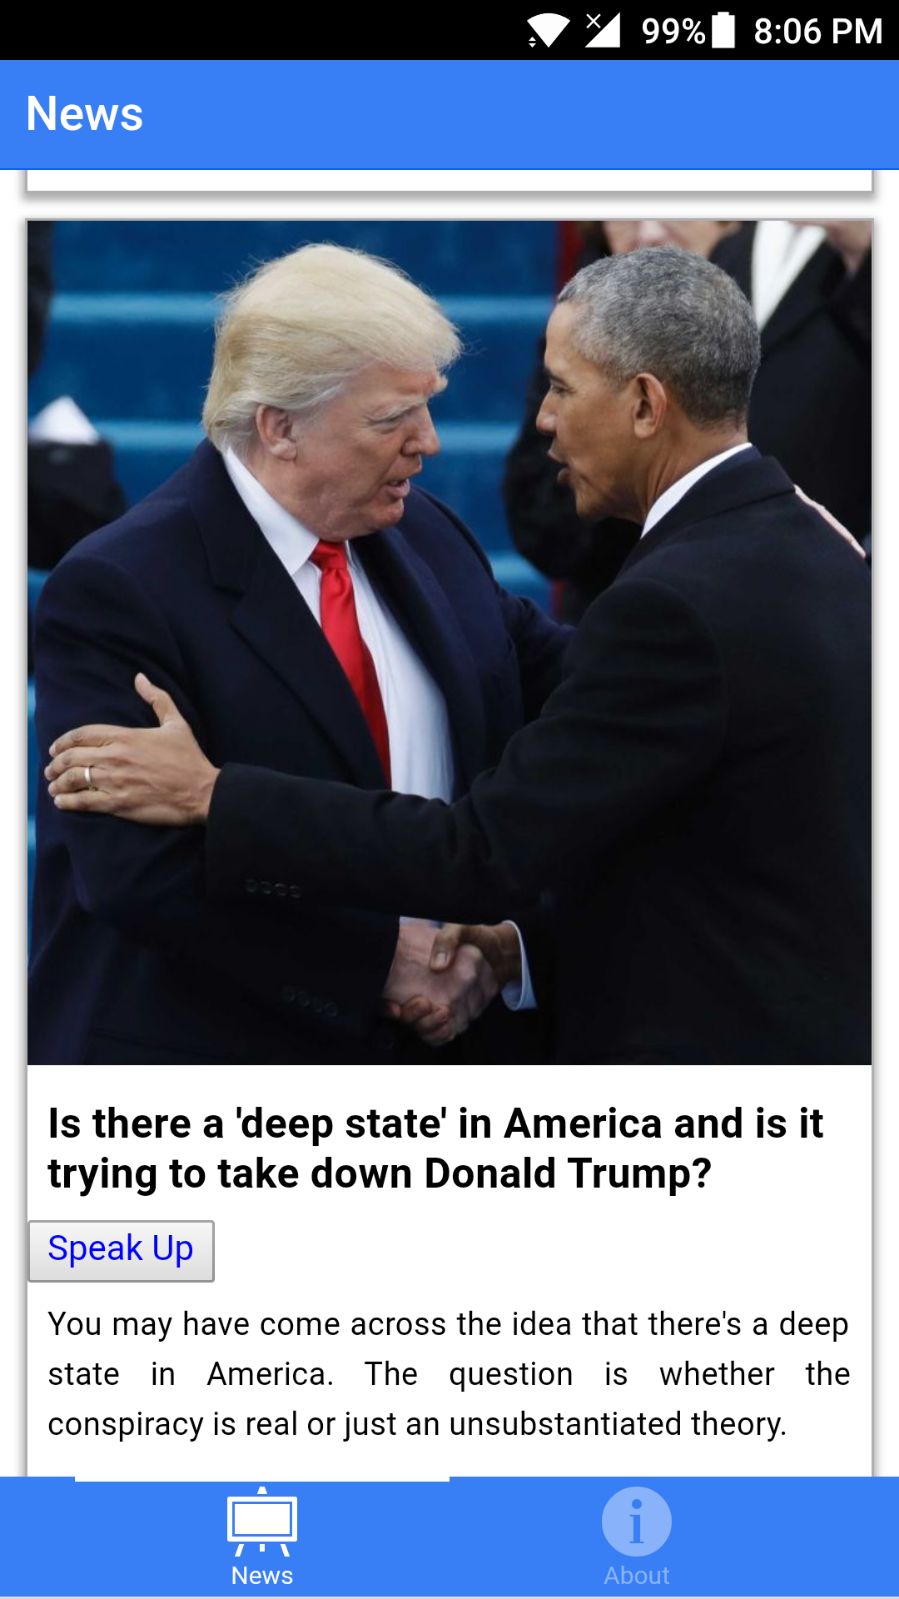 99% 8:06 PM
News
Is there a 'deep state' in America and is it
trying to take down Donald Trump?
Speak Up
You may have come across the idea that there's a deep
state in America. The question is whether the
conspiracy is real or just an unsubstantiated theory.
News
About